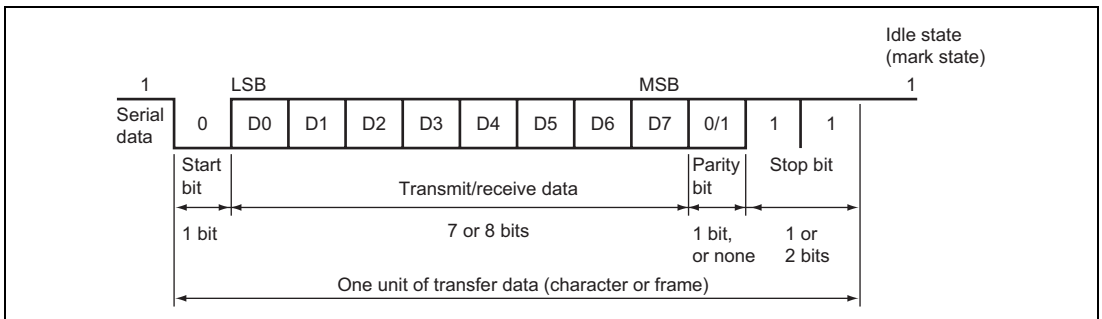 Idle state
(mark state)
1 LSB MSB 1
Serial
data
0 D0 D1 D2 D3 D4 D5 D6 D7 0/1 1 1
Start
bit
Transmit/receive data
Parity
bit
Stop bit
1 bit
7 or 8 bits
1 bit,
or none
1 or
2 bits
One unit of transfer data (character or frame)